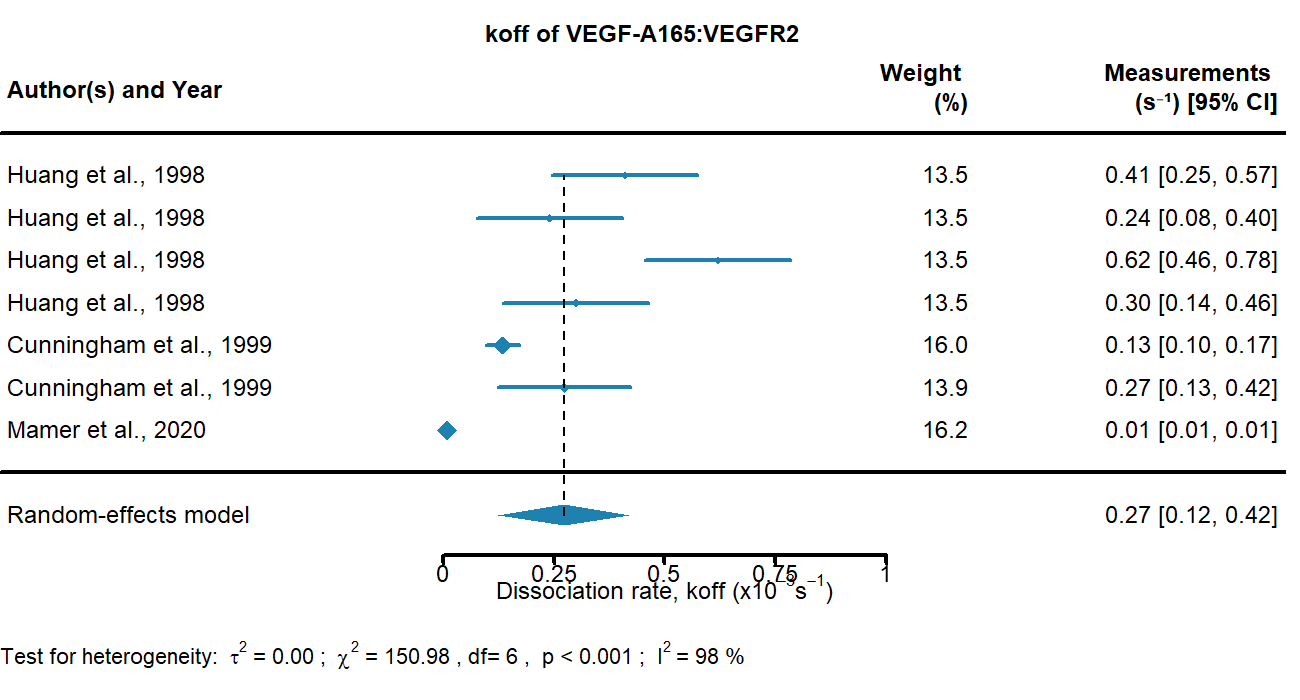 koff of VEGF-A165:VEGFR2
Author(s) and Year Weight (%) Measurements (s⁻¹) [95% CI]
Huang et al., 1998 13.5 0.41 [0.25, 0.57]
Huang et al., 1998 13.5 0.24 [0.08, 0.40]
Huang et al., 1998 13.5 0.62 [0.46, 0.78]
Huang et al., 1998 13.5 0.30 [0.14, 0.46]
Cunningham et al., 1999 16.0 0.13 [0.10, 0.17]
Cunningham et al., 1999 13.9 0.27 [0.13, 0.42]
Mamer et al., 2020 16.2 0.01 [0.01, 0.01]
Random-effects model 0.27 [0.12, 0.42]
0 0.25 0.5 0.75 1
Dissociation rate, koff (x10⁻³s⁻¹)
Test for heterogeneity: τ² = 0.00 ; χ² = 150.98 , df= 6 , p < 0.001 ; I² = 98 %